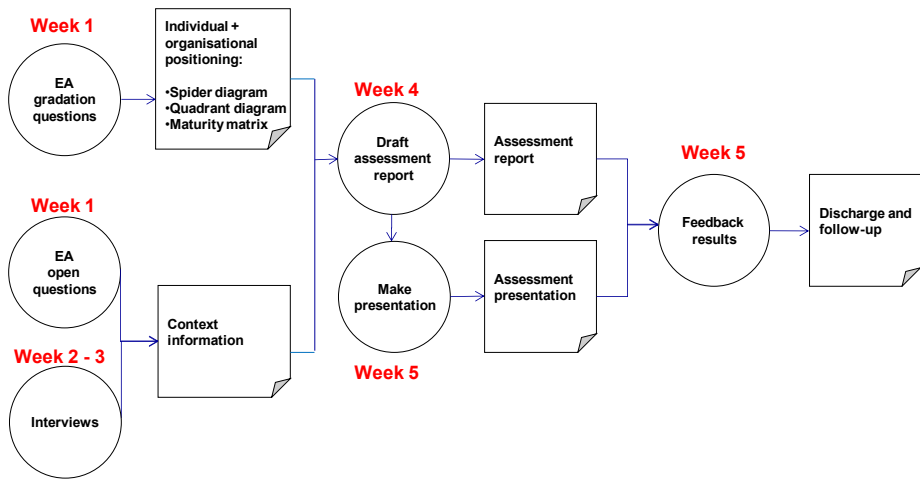 Week 1
EA
gradation
questions
Individual +
organisational
positioning:
•Spider diagram
•Quadrant diagram
•Maturity matrix
Week 1
EA
open
questions
Week 2 - 3
Interviews
Context
information
Week 4
Draft
assessment
report
Make
presentation
Week 5
Assessment
report
Assessment
presentation
Week 5
Feedback
results
Discharge and
follow-up